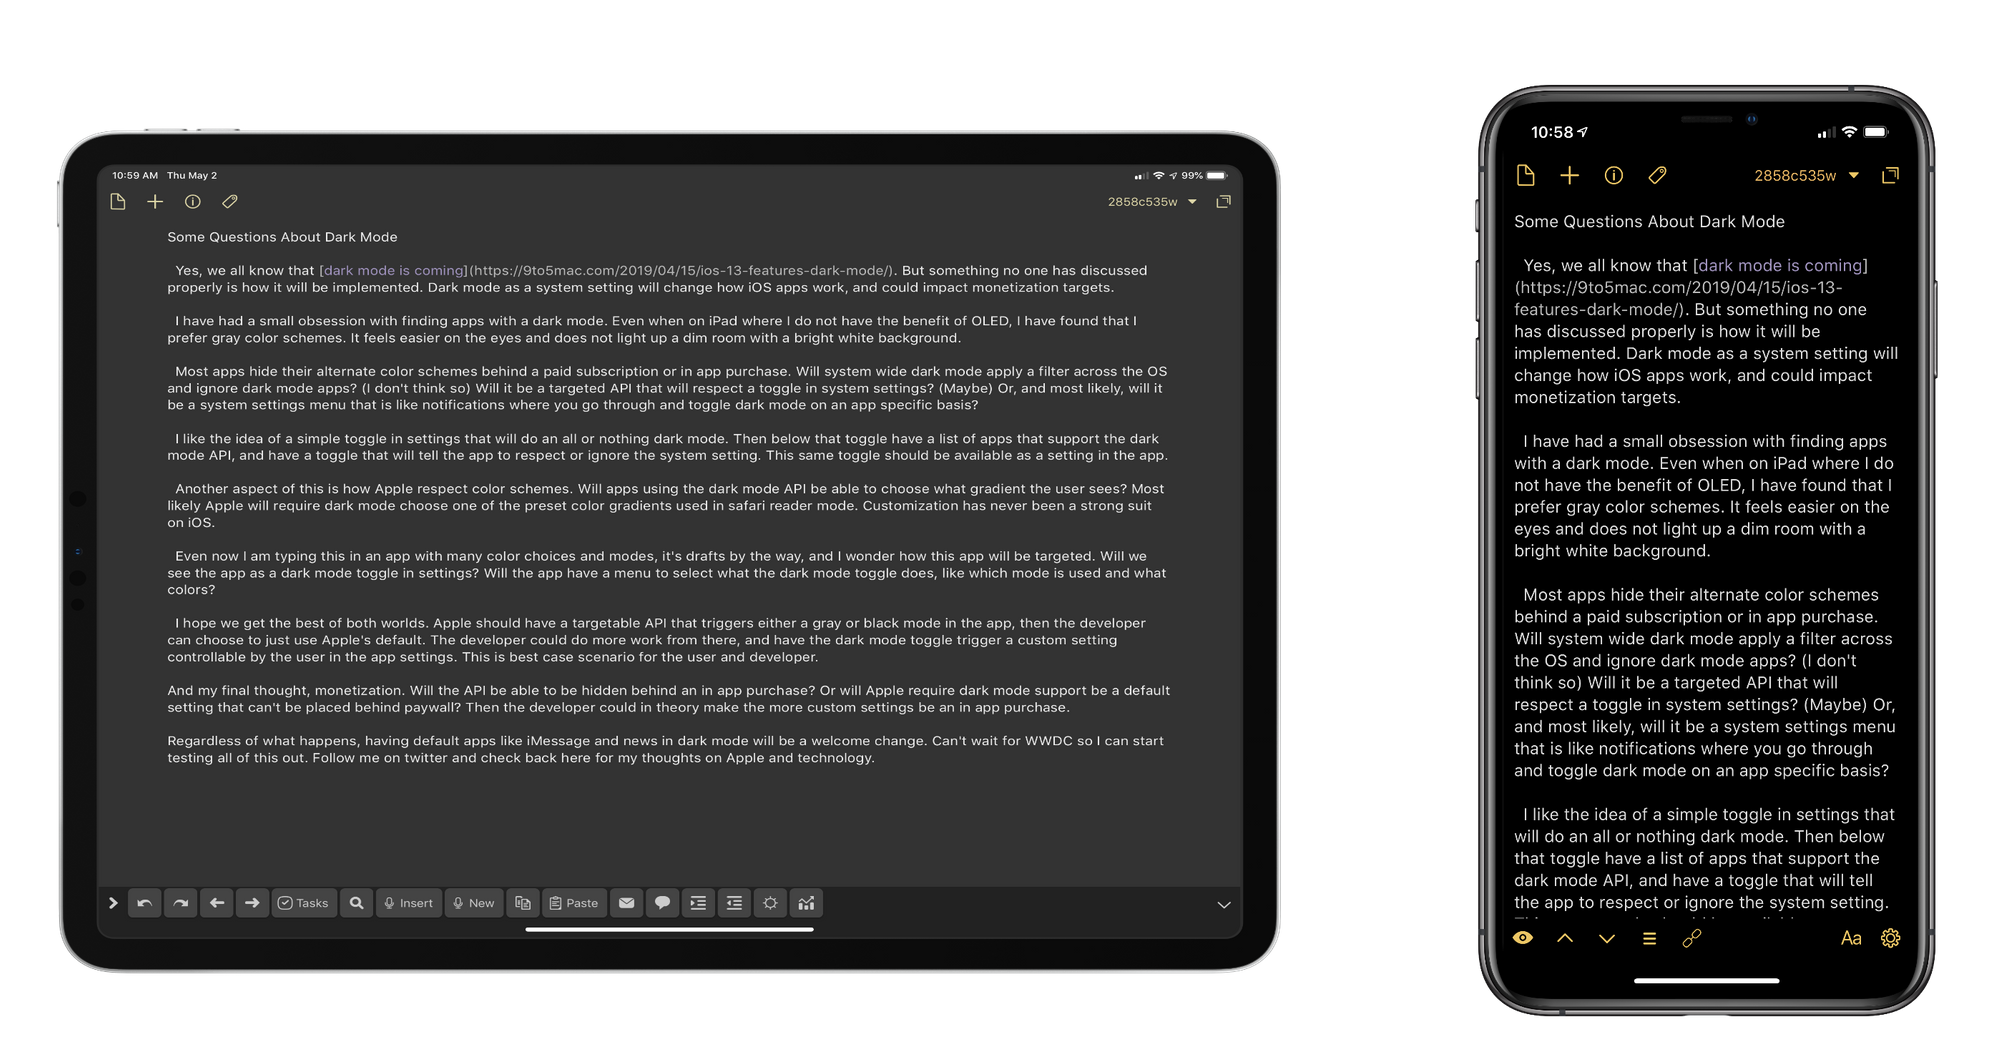 10:59 AM Thu May 2
99%
2858c535w
Some Questions About Dark Mode
Yes, we all know that [dark mode is coming](https://9to5mac.com/2019/04/15/ios-13-features-dark-mode/). But something no one has discussed
properly is how it will be implemented. Dark mode as a system setting will change how iOS apps work, and could impact monetization targets.
I have had a small obsession with finding apps with a dark mode. Even when on iPad where I do not have the benefit of OLED, I have found that I
prefer gray color schemes. It feels easier on the eyes and does not light up a dim room with a bright white background.
Most apps hide their alternate color schemes behind a paid subscription or in app purchase. Will system wide dark mode apply a filter across the OS
and ignore dark mode apps? (I don't think so) Will it be a targeted API that will respect a toggle in system settings? (Maybe) Or, and most likely, will it
be a system settings menu that is like notifications where you go through and toggle dark mode on an app specific basis?
I like the idea of a simple toggle in settings that will do an all or nothing dark mode. Then below that toggle have a list of apps that support the dark
mode API, and have a toggle that will tell the app to respect or ignore the system setting. This same toggle should be available as a setting in the app.
Another aspect of this is how Apple respect color schemes. Will apps using the dark mode API be able to choose what gradient the user sees? Most
likely Apple will require dark mode choose one of the preset color gradients used in safari reader mode. Customization has never been a strong suit
on iOS.
Even now I am typing this in an app with many color choices and modes, it's drafts by the way, and I wonder how this app will be targeted. Will we
see the app as a dark mode toggle in settings? Will the app have a menu to select what the dark mode toggle does, like which mode is used and what
colors?
I hope we get the best of both worlds. Apple should have a targetable API that triggers either a gray or black mode in the app, then the developer
can choose to just use Apple's default. The developer could do more work from there, and have the dark mode toggle trigger a custom setting
controllable by the user in the app settings. This is best case scenario for the user and developer.
And my final thought, monetization. Will the API be able to be hidden behind an in app purchase? Or will Apple require dark mode support be a default
setting that can't be placed behind paywall? Then the developer could in theory make the more custom settings be an in app purchase.
Regardless of what happens, having default apps like iMessage and news in dark mode will be a welcome change. Can't wait for WWDC so I can start
testing all of this out. Follow me on twitter and check back here for my thoughts on Apple and technology.
Tasks Insert New Paste
10:58
2858c535w
Some Questions About Dark Mode
Yes, we all know that [dark mode is coming]
(https://9to5mac.com/2019/04/15/ios-13-
features-dark-mode/). But something no one
has discussed properly is how it will be
implemented. Dark mode as a system setting will
change how iOS apps work, and could impact
monetization targets.
I have had a small obsession with finding apps
with a dark mode. Even when on iPad where I do
not have the benefit of OLED, I have found that I
prefer gray color schemes. It feels easier on the
eyes and does not light up a dim room with a
bright white background.
Most apps hide their alternate color schemes
behind a paid subscription or in app purchase.
Will system wide dark mode apply a filter across
the OS and ignore dark mode apps? (I don't
think so) Will it be a targeted API that will
respect a toggle in system settings? (Maybe) Or,
and most likely, will it be a system settings menu
that is like notifications where you go through
and toggle dark mode on an app specific basis?
I like the idea of a simple toggle in settings that
will do an all or nothing dark mode. Then below
that toggle have a list of apps that support the
dark mode API, and have a toggle that will tell
the app to respect or ignore the system setting.
Aa